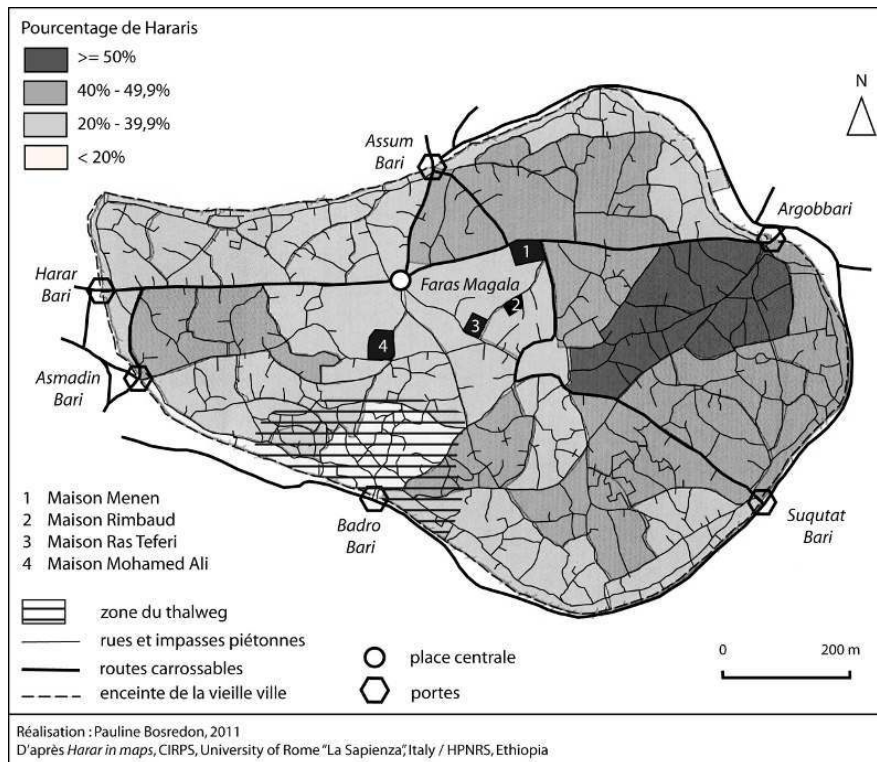 Pourcentage de Hararis
>= 50%
40% - 49,9%
20% - 39,9%
< 20%
N
Assum
Bari
Argobbari
Harar
Bari
Faras Magala
1
2
3
4
Asmadin
Bari
Badro
Bari
Suqutat
Bari
1 Maison Menen
2 Maison Rimbaud
3 Maison Ras Teferi
4 Maison Mohamed Ali
zone du thalweg
rues et impasses piétonnes
routes carrossables
enceinte de la vieille ville
place centrale
portes
0 200 m
Réalisation : Pauline Bosredon, 2011
D'après Harar in maps, CIRPS, University of Rome "La Sapienza", Italy / HPNRS, Ethiopia